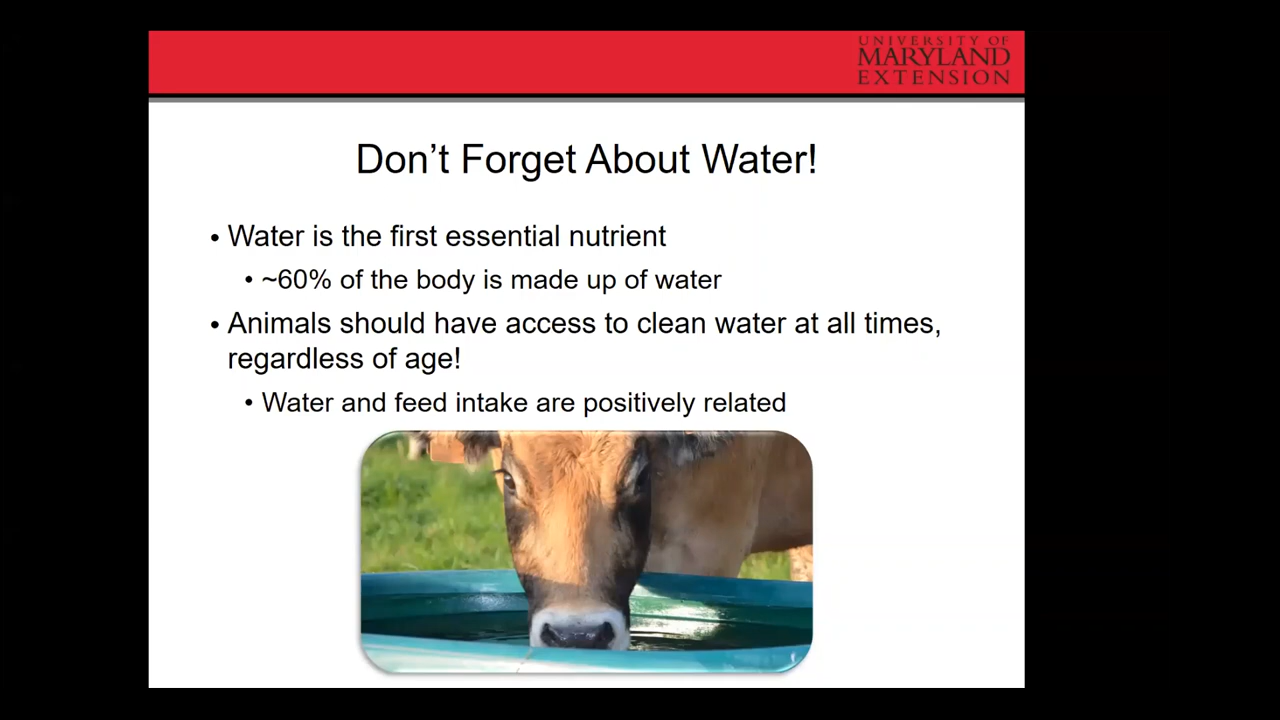 UNIVERSITY OF
MARYLAND
EXTENSION
Don't Forget About Water!
• Water is the first essential nutrient
• ~60% of the body is made up of water
• Animals should have access to clean water at all times,
regardless of age!
• Water and feed intake are positively related